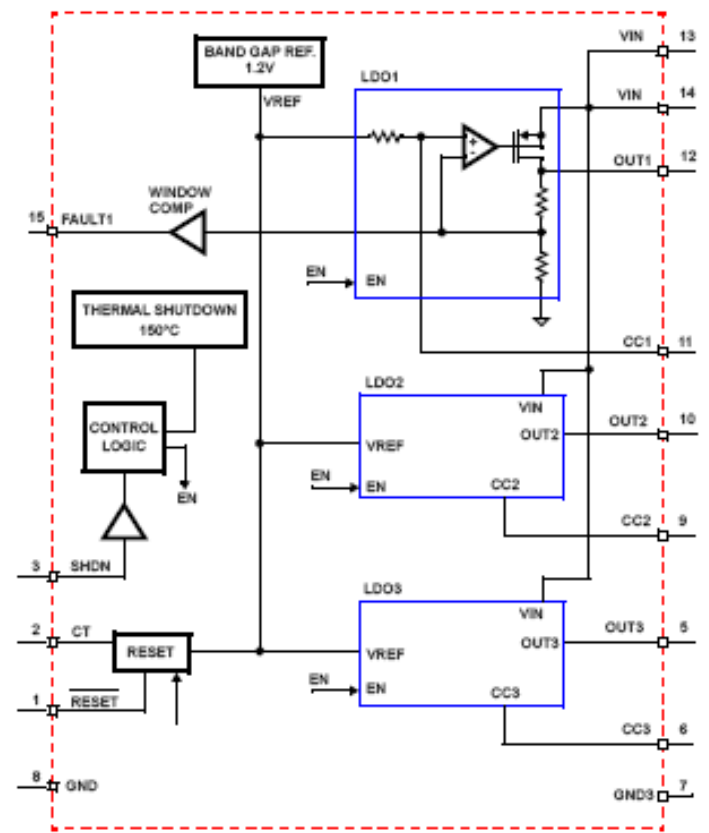 VIN 13
BAND GAP REF.
1.2V
LDO1
VREF
VIN 14
+
-
OUT1 12
WINDOW
COMP
15 FAULT1
EN
EN
THERMAL SHUTDOWN
150°C
CC1 11
LDO2
VIN
CONTROL
LOGIC
OUT2
OUT2 10
VREF
EN
EN
EN
CC2
CC2 9
3 SHDN
LDO3
VIN
2 CT
OUT3
OUT3 5
RESET
VREF
EN
EN
1 RESET
CC3
CC3 6
8 GND
GND3 7